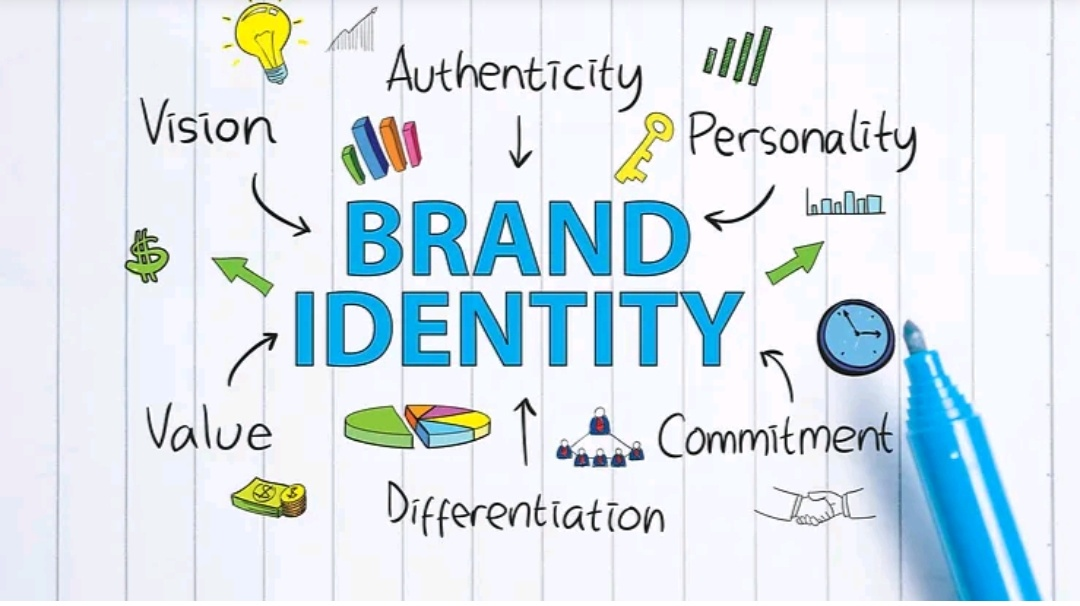 Authenticity
Vision
Personality
BRAND
IDENTITY
Value
Commitment
Differentiation
$